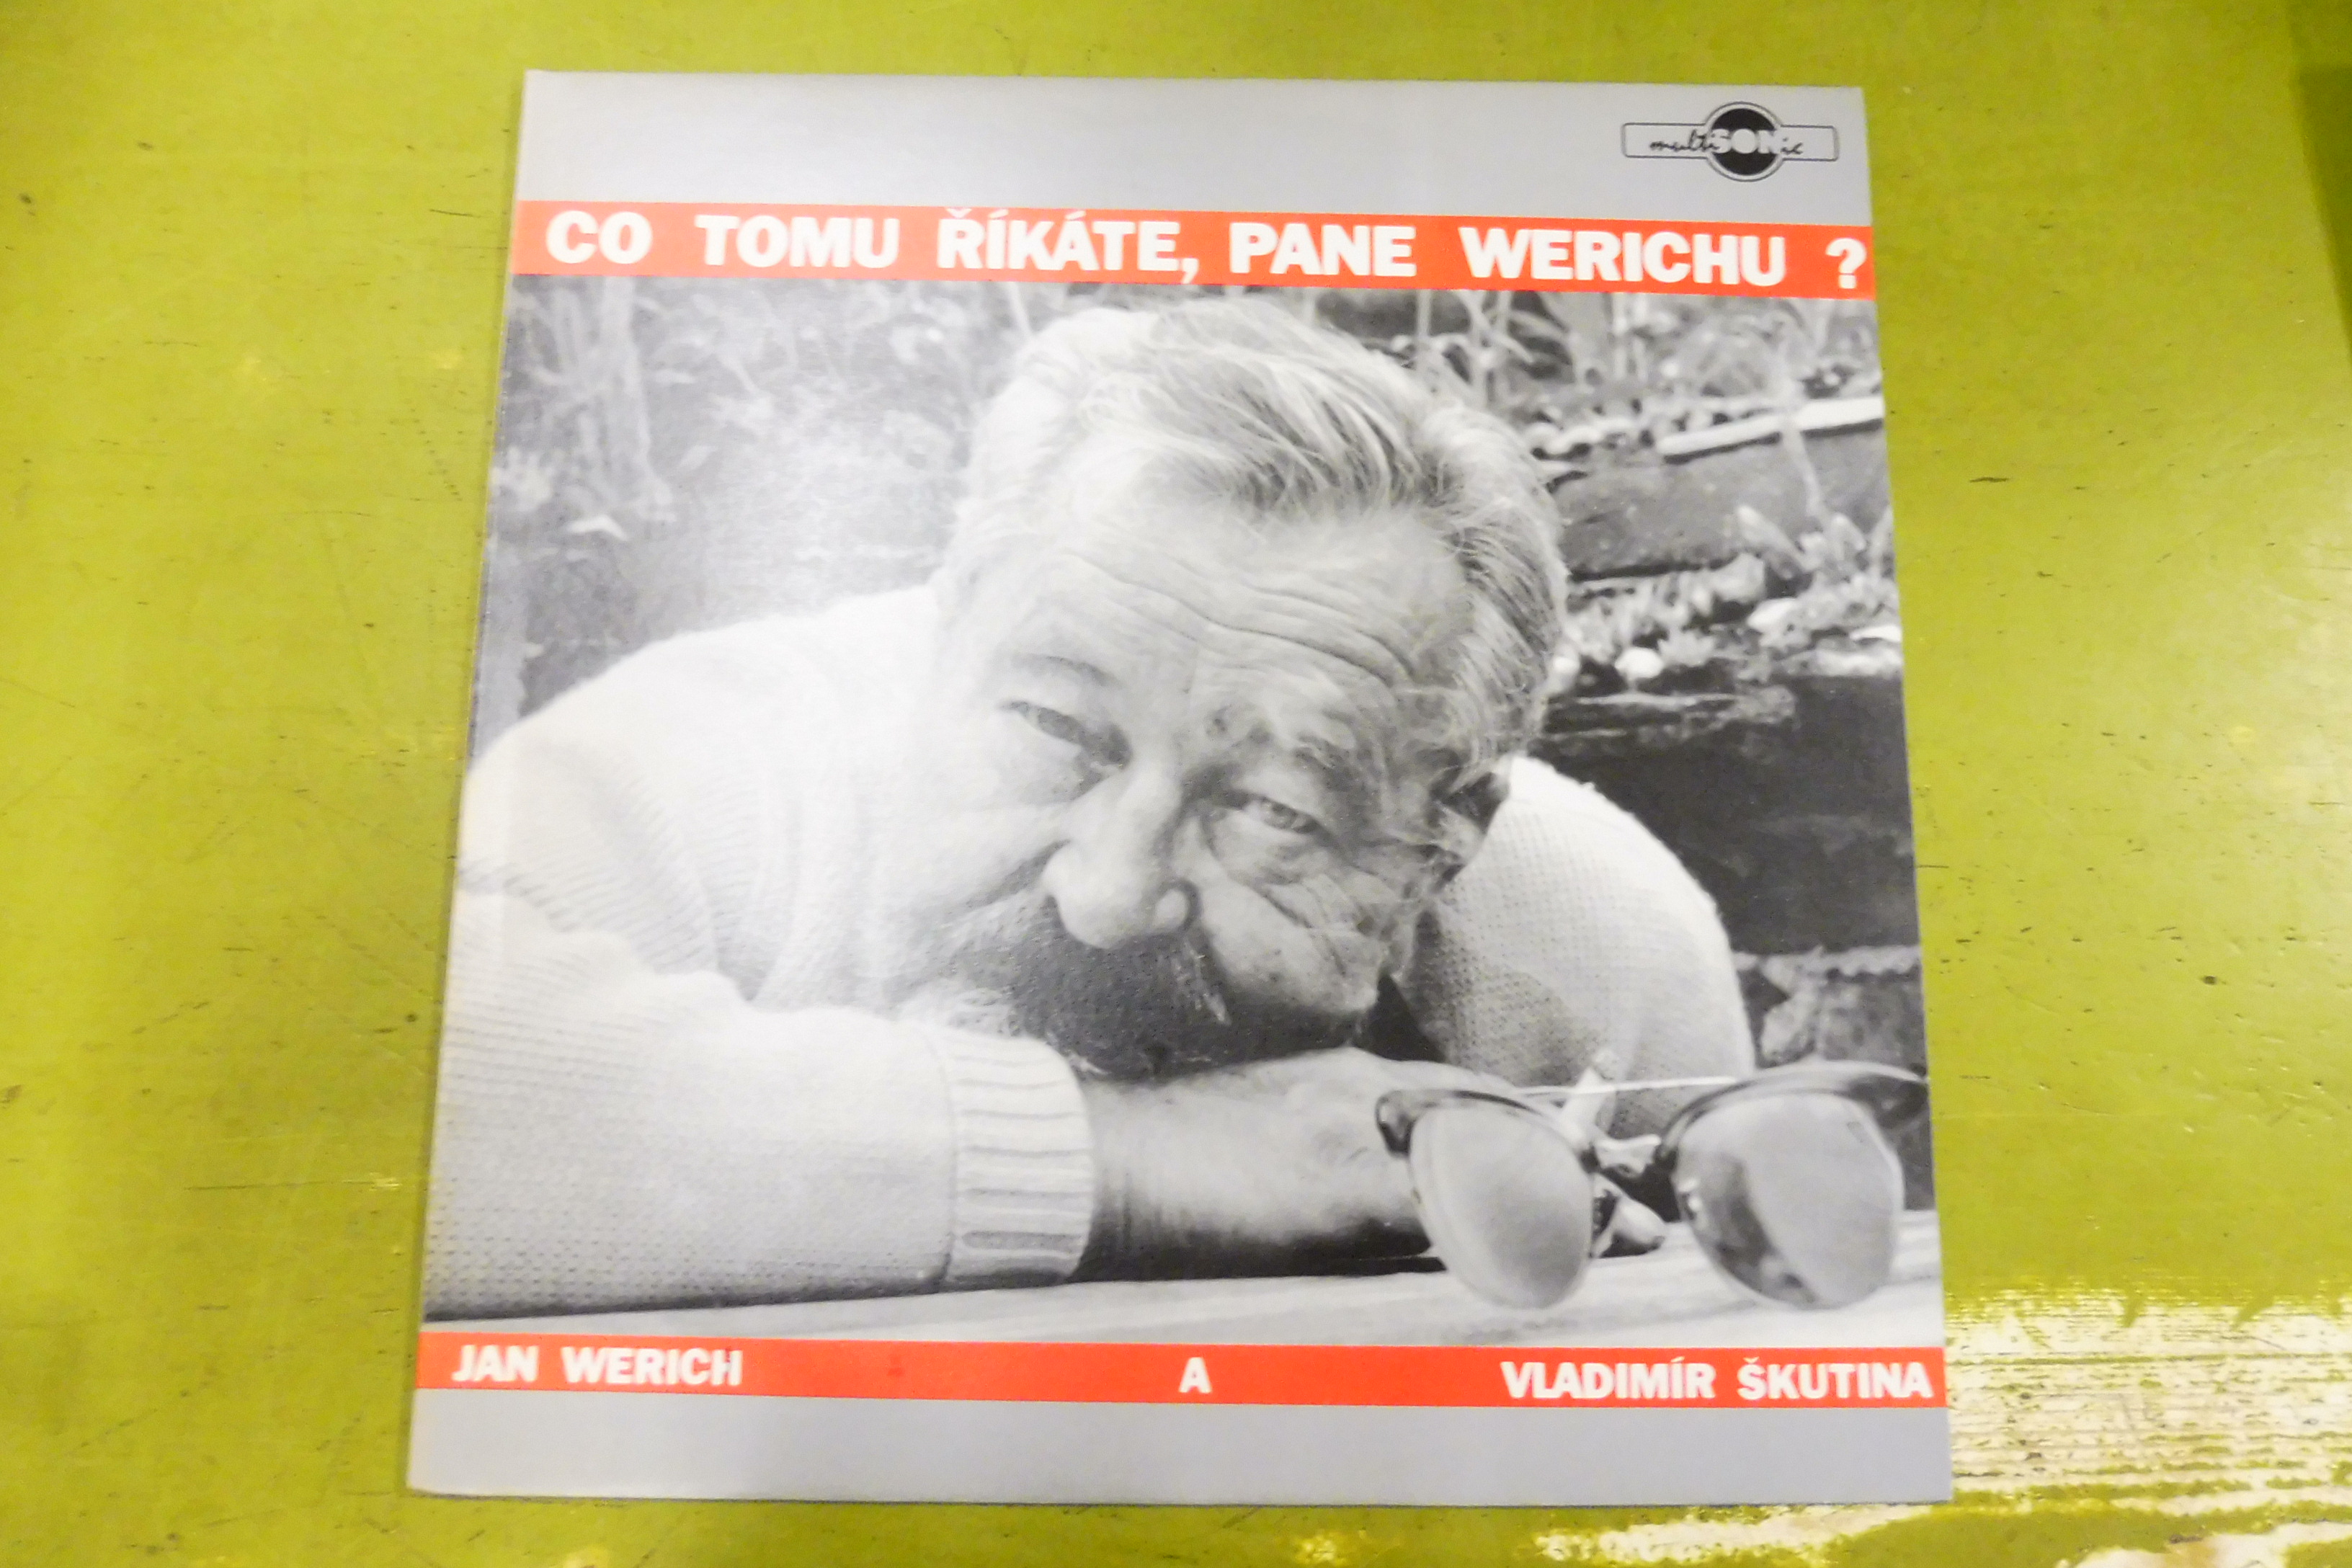 multiSONic
CO TOMU ŘÍKÁTE, PANE WERICHU ?
JAN WERICH A VLADIMÍR ŠKUTINA